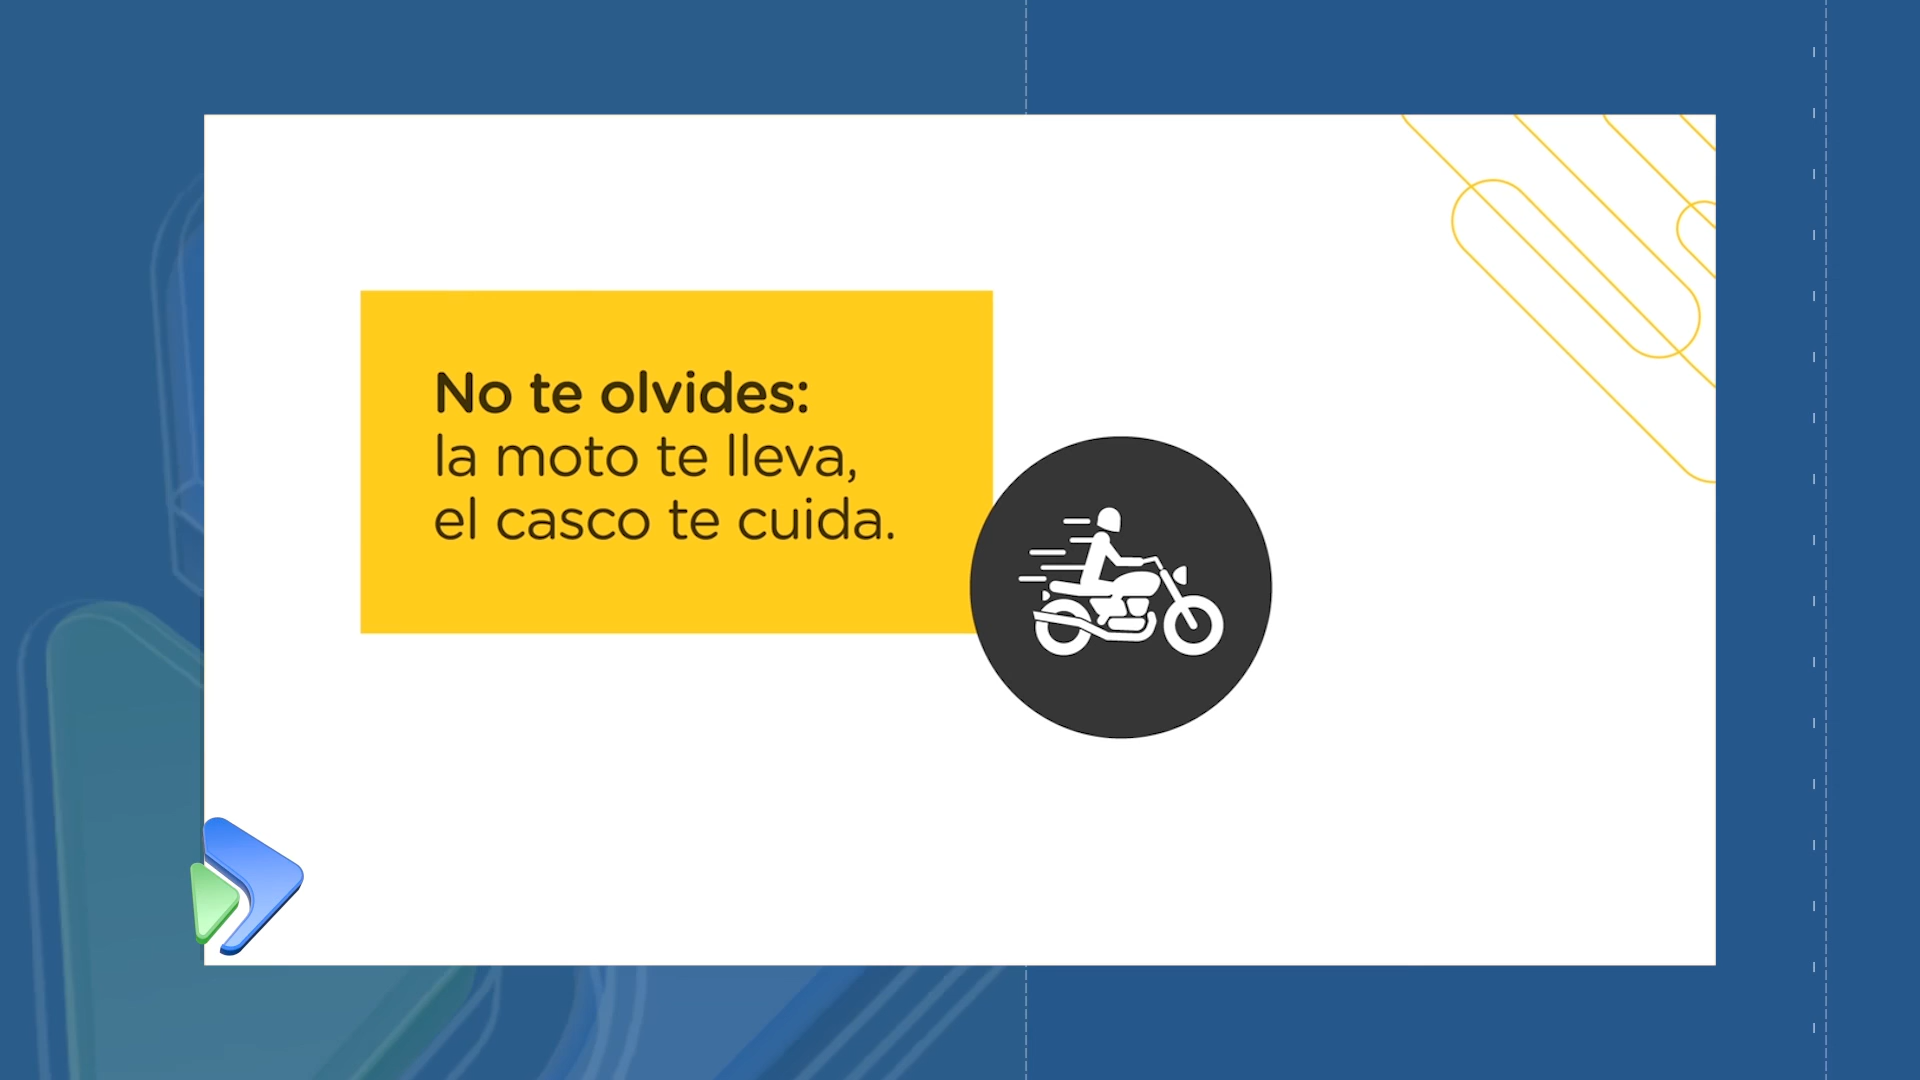 No te olvides:
la moto te lleva,
el casco te cuida.